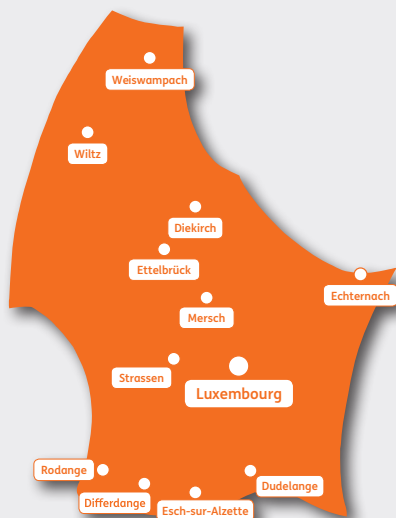 Weiswampach
Wiltz
Diekirch
Ettelbrück
Echternach
Mersch
Strassen
Luxembourg
Rodange
Dudelange
Differdange
Esch-sur-Alzette